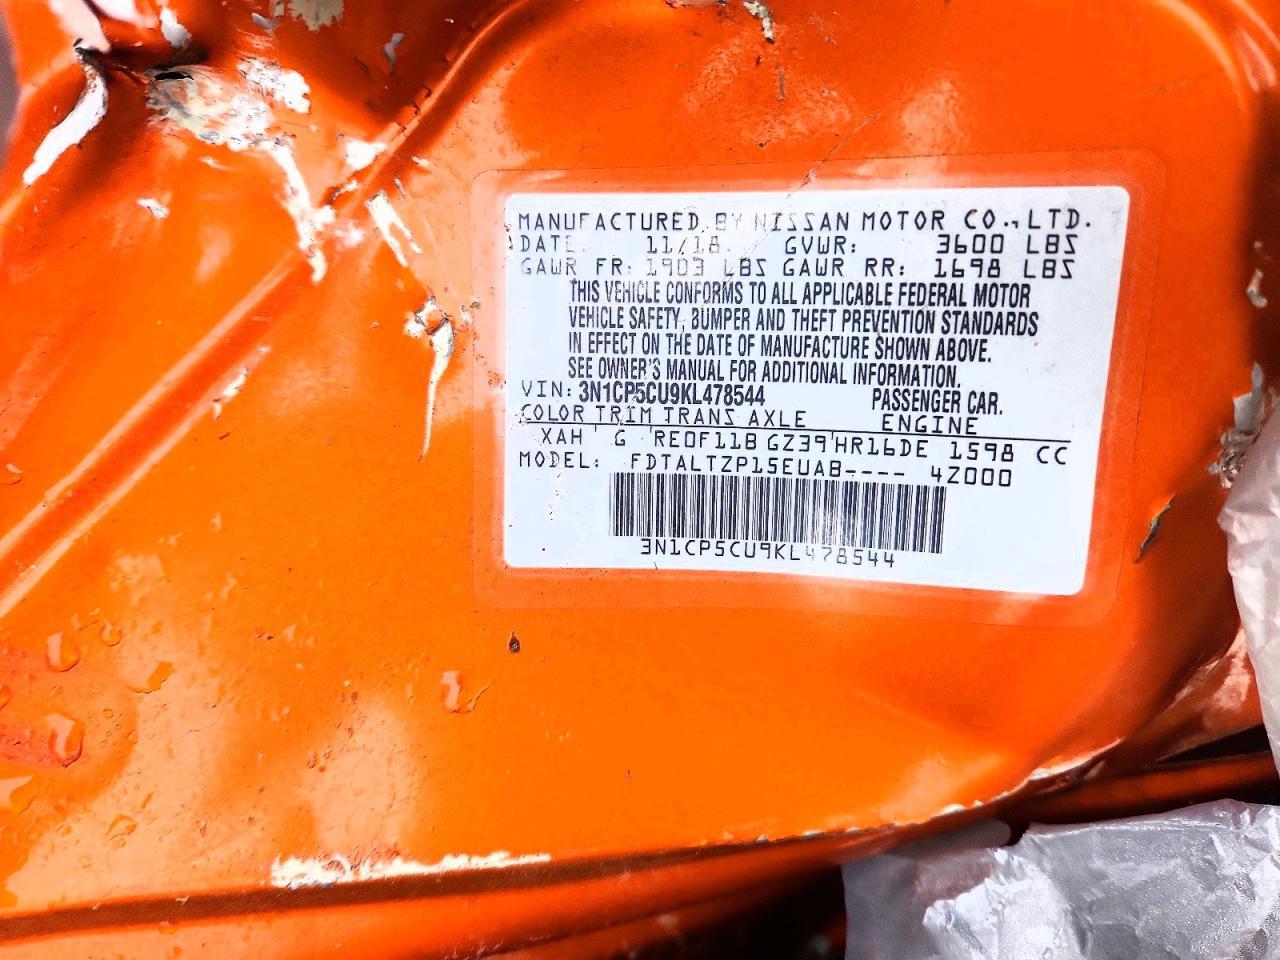 MANUFACTURED BY NISSAN MOTOR CO., LTD.
DATE: 11/18. GVWR: 3600 LBS
GAWR FR: 1903 LBS GAWR RR: 1698 LBS
THIS VEHICLE CONFORMS TO ALL APPLICABLE FEDERAL MOTOR
VEHICLE SAFETY, BUMPER AND THEFT PREVENTION STANDARDS
IN EFFECT ON THE DATE OF MANUFACTURE SHOWN ABOVE.
SEE OWNER'S MANUAL FOR ADDITIONAL INFORMATION.
VIN: 3N1CP5CU9KL478544 PASSENGER CAR.
COLOR TRIM TRANS AXLE ENGINE
XAH G RE0F11B GZ39 HR16DE 1598 CC
MODEL: FDTALTZP15EUAB---- 4Z000
3N1CP5CU9KL478544